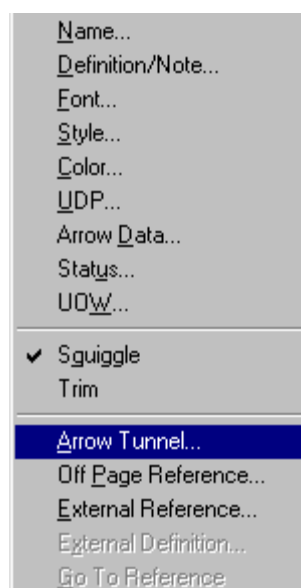 Name...
Definition/Note...
Font...
Style...
Color...
UDP...
Arrow Data...
Status...
UOW...
Sguiggle
Trim
Arrow Tunnel...
Off Page Reference...
External Reference...
External Definition...
Go To Reference